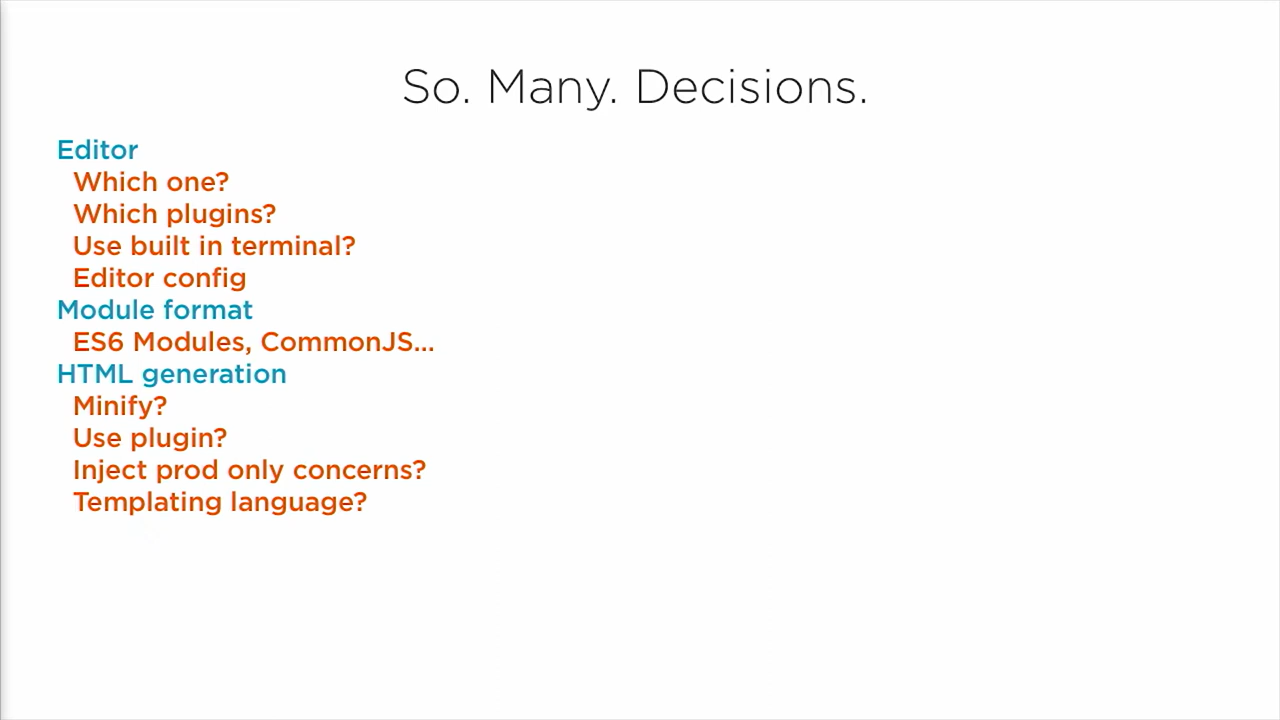 So. Many. Decisions.
Editor
Which one?
Which plugins?
Use built in terminal?
Editor config
Module format
ES6 Modules, CommonJS...
HTML generation
Minify?
Use plugin?
Inject prod only concerns?
Templating language?